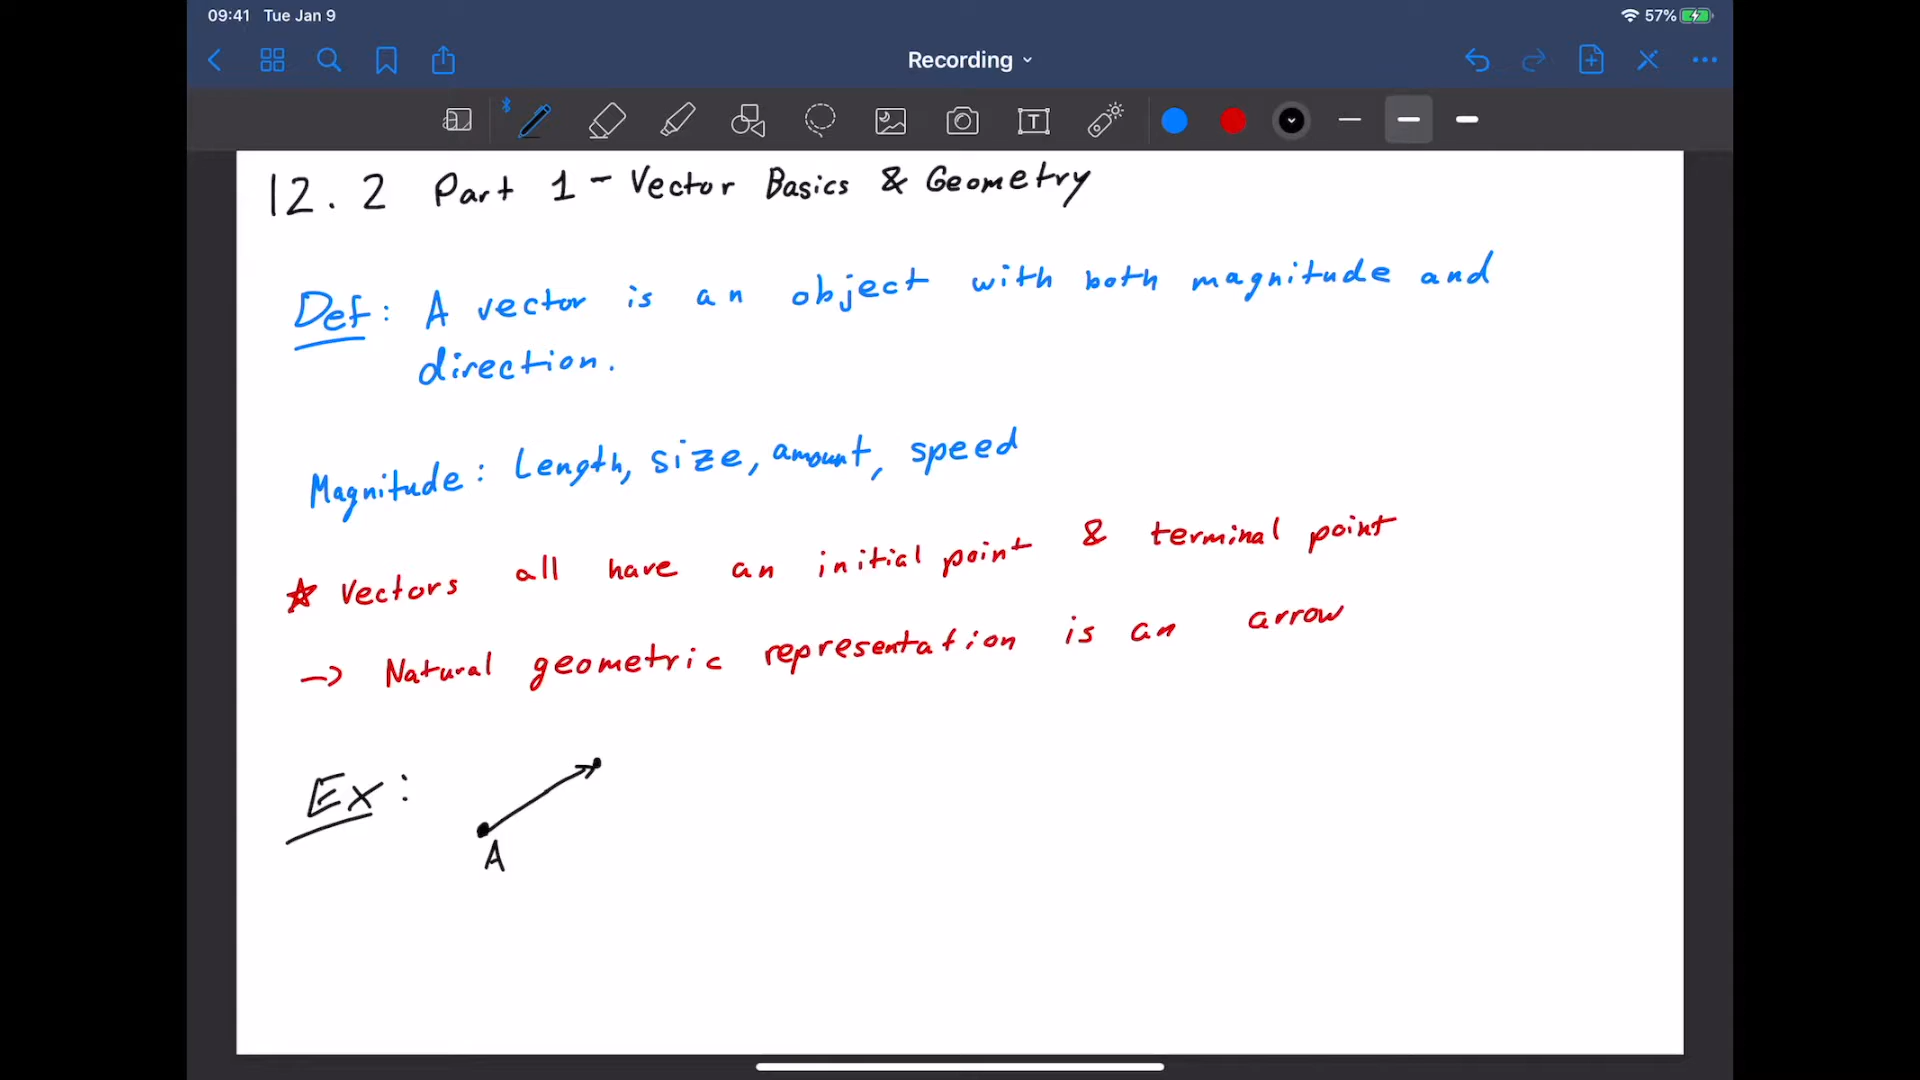 09:41 Tue Jan 9
57%
Recording
T
12.2 Part 1 - Vector Basics & Geometry
Def: A vector is an object with both magnitude and
direction.
Magnitude: Length, size, amount, speed
☆ Vectors all have an initial point & terminal point
→ Natural geometric representation is an arrow
Ex:
A